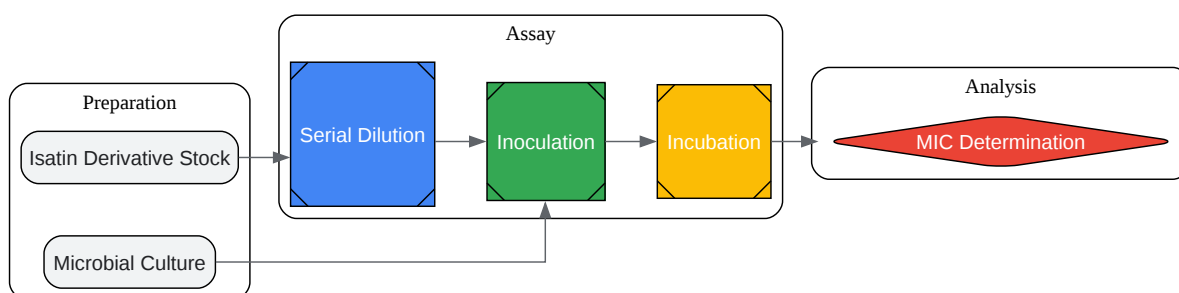 Preparation
Isatin Derivative Stock
Microbial Culture
Assay
Serial Dilution
Inoculation
Incubation
Analysis
MIC Determination